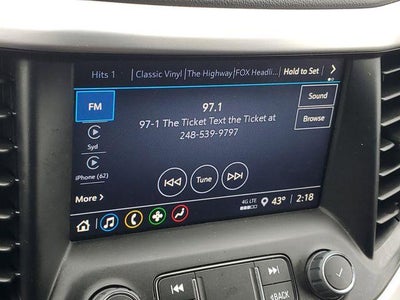 Hits 1 | Classic Vinyl | The Highway | FOX Headli... Hold to Set >
FM
97.1
Sound
97-1 The Ticket Text the Ticket at
248-539-9797
Browse
Syd
iPhone (62)
Tune
More >
4G LTE
43°
2:18
BACK